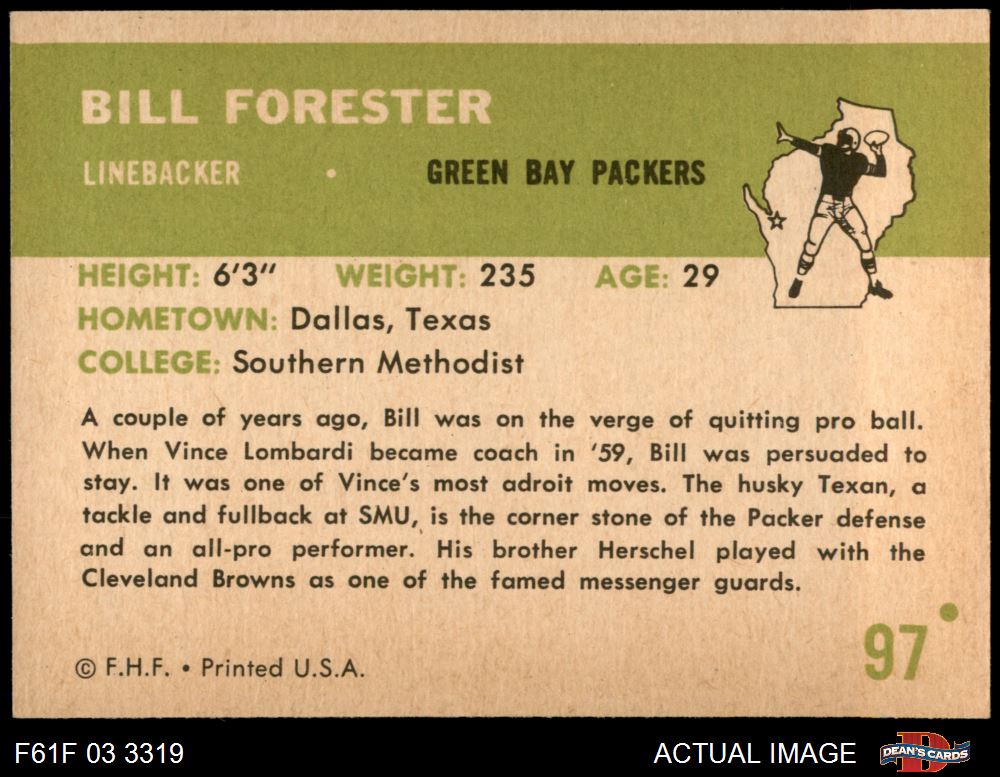 BILL FORESTER
LINEBACKER • GREEN BAY PACKERS
HEIGHT: 6'3" WEIGHT: 235 AGE: 29
HOMETOWN: Dallas, Texas
COLLEGE: Southern Methodist
A couple of years ago, Bill was on the verge of quitting pro ball.
When Vince Lombardi became coach in '59, Bill was persuaded to
stay. It was one of Vince's most adroit moves. The husky Texan, a
tackle and fullback at SMU, is the corner stone of the Packer defense
and an all-pro performer. His brother Herschel played with the
Cleveland Browns as one of the famed messenger guards.
97
© F.H.F. • Printed U.S.A.
F61F 03 3319 ACTUAL IMAGE D DEAN'S CARDS